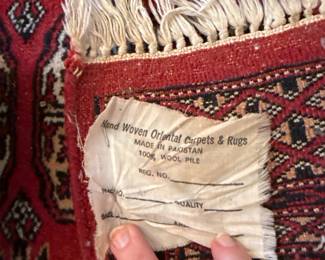 Hand Woven Oriental Carpets & Rugs
MADE IN PAKISTAN
100% WOOL PILE
REG. NO.
QUALITY